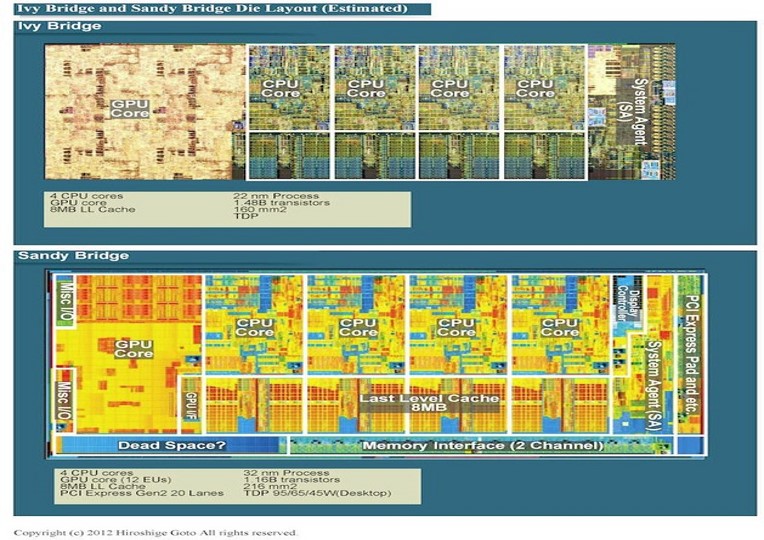 Ivy Bridge and Sandy Bridge Die Layout (Estimated)
Ivy Bridge
GPU
Core
CPU
Core
CPU
Core
CPU
Core
CPU
Core
System Agent
(SA)
4 CPU cores
GPU core
8MB LL Cache
22 nm Process
1.48B transistors
160 mm2
TDP
Sandy Bridge
Misc I/O
GPU
Core
Misc I/O
GPU I/F
CPU
Core
CPU
Core
CPU
Core
CPU
Core
Last Level Cache
8MB
Display
Controller
System Agent (SA)
PCI Express Pad and etc.
Dead Space?
Memory Interface (2 Channel)
4 CPU cores
GPU core (12 EUs)
8MB LL Cache
PCI Express Gen2 20 Lanes
32 nm Process
1.16B transistors
216 mm2
TDP 95/65/45W(Desktop)
Copyright (c) 2012 Hiroshige Goto All rights reserved.